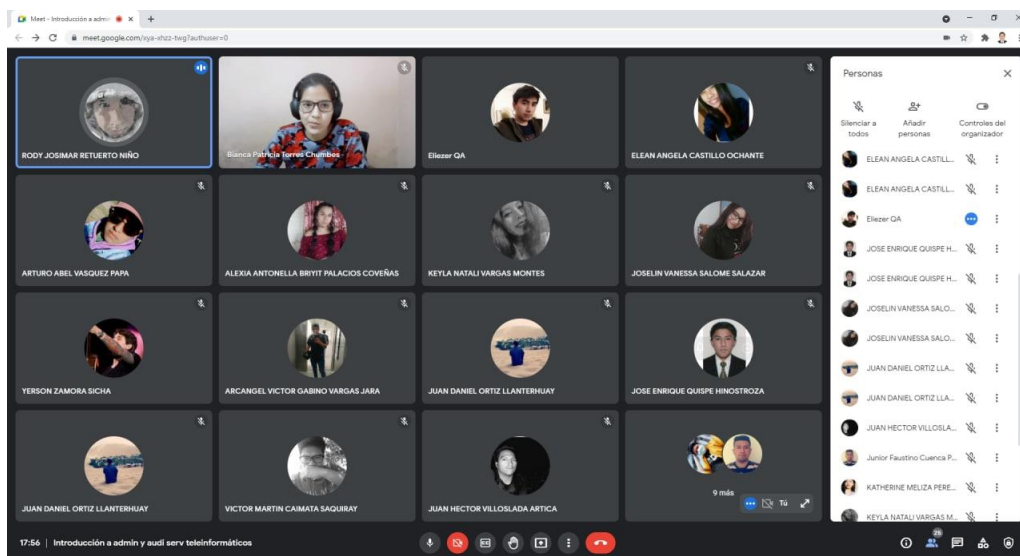 Meet - Introducción a admin
meet.google.com/xya-xhzz-twg?authuser=0
RODY JOSIMAR RETUERTO NIÑO
Bianca Patricia Torres Chumbes
Eliezer QA
ELEAN ANGELA CASTILLO OCHANTE
ARTURO ABEL VASQUEZ PAPA
ALEXIA ANTONELLA BRIYIT PALACIOS COVEÑAS
KEYLA NATALI VARGAS MONTES
JOSELIN VANESSA SALOME SALAZAR
YERSON ZAMORA SICHA
ARCANGEL VICTOR GABINO VARGAS JARA
JUAN DANIEL ORTIZ LLANTERHUAY
JOSE ENRIQUE QUISPE HINOSTROZA
JUAN DANIEL ORTIZ LLANTERHUAY
VICTOR MARTIN CAIMATA SAQUIRAY
JUAN HECTOR VILLOSLADA ARTICA
9 más
Tú
Personas
Silenciar a todos
Añadir personas
Controles del organizador
ELEAN ANGELA CASTILL...
ELEAN ANGELA CASTILL...
Eliezer QA
JOSE ENRIQUE QUISPE H...
JOSE ENRIQUE QUISPE H...
JOSELIN VANESSA SALO...
JOSELIN VANESSA SALO...
JUAN DANIEL ORTIZ LLA...
JUAN DANIEL ORTIZ LLA...
JUAN HECTOR VILLOSLA...
Junior Faustino Cuenca P...
KATHERINE MELIZA PERE...
KEYLA NATALI VARGAS M...
17:56 | Introducción a admin y audi serv teleinformáticos
25